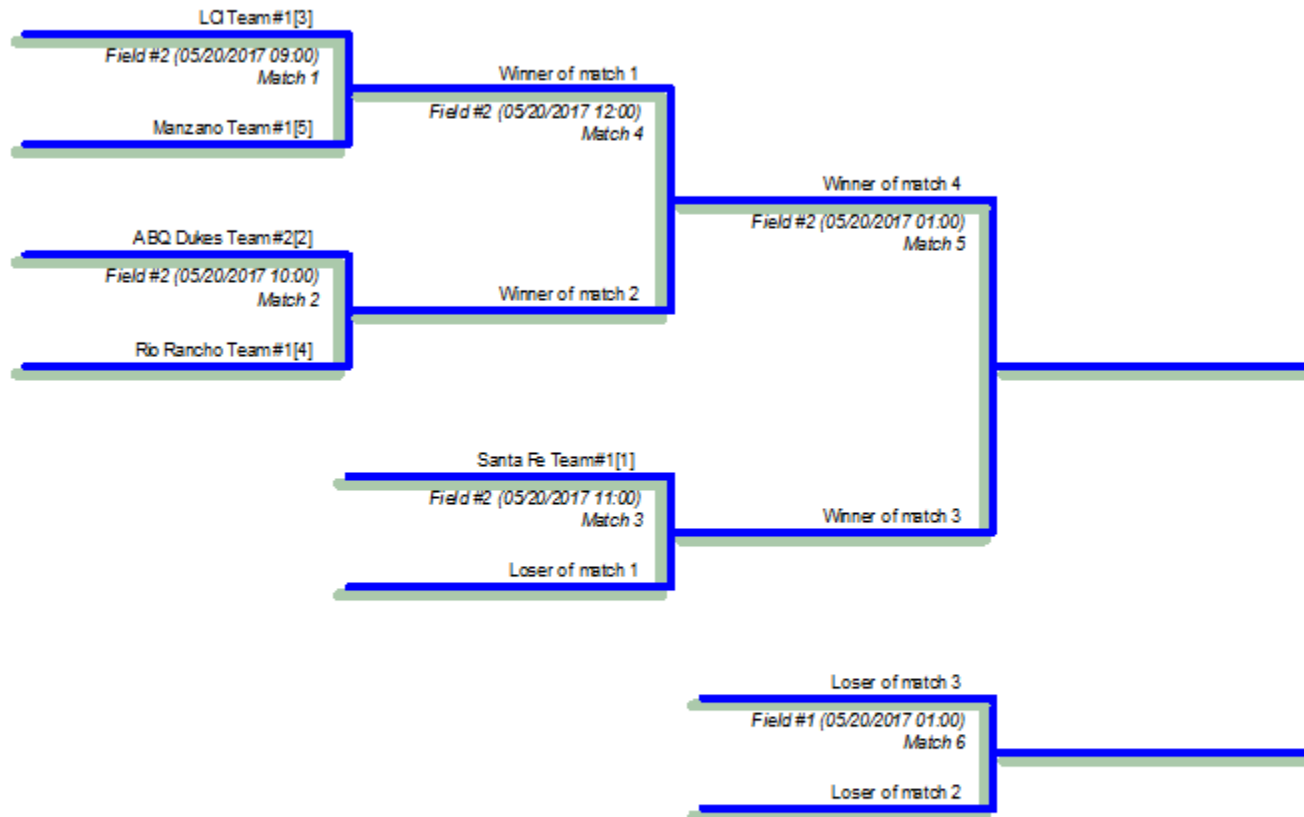 LCI Team#1[3]
Field #2 (05/20/2017 09:00)
Match 1
Manzano Team#1[5]
ABQ Dukes Team#2[2]
Field #2 (05/20/2017 10:00)
Match 2
Rio Rancho Team#1[4]
Winner of match 1
Field #2 (05/20/2017 12:00)
Match 4
Winner of match 2
Santa Fe Team#1[1]
Field #2 (05/20/2017 11:00)
Match 3
Loser of match 1
Winner of match 4
Field #2 (05/20/2017 01:00)
Match 5
Winner of match 3
Loser of match 3
Field #1 (05/20/2017 01:00)
Match 6
Loser of match 2